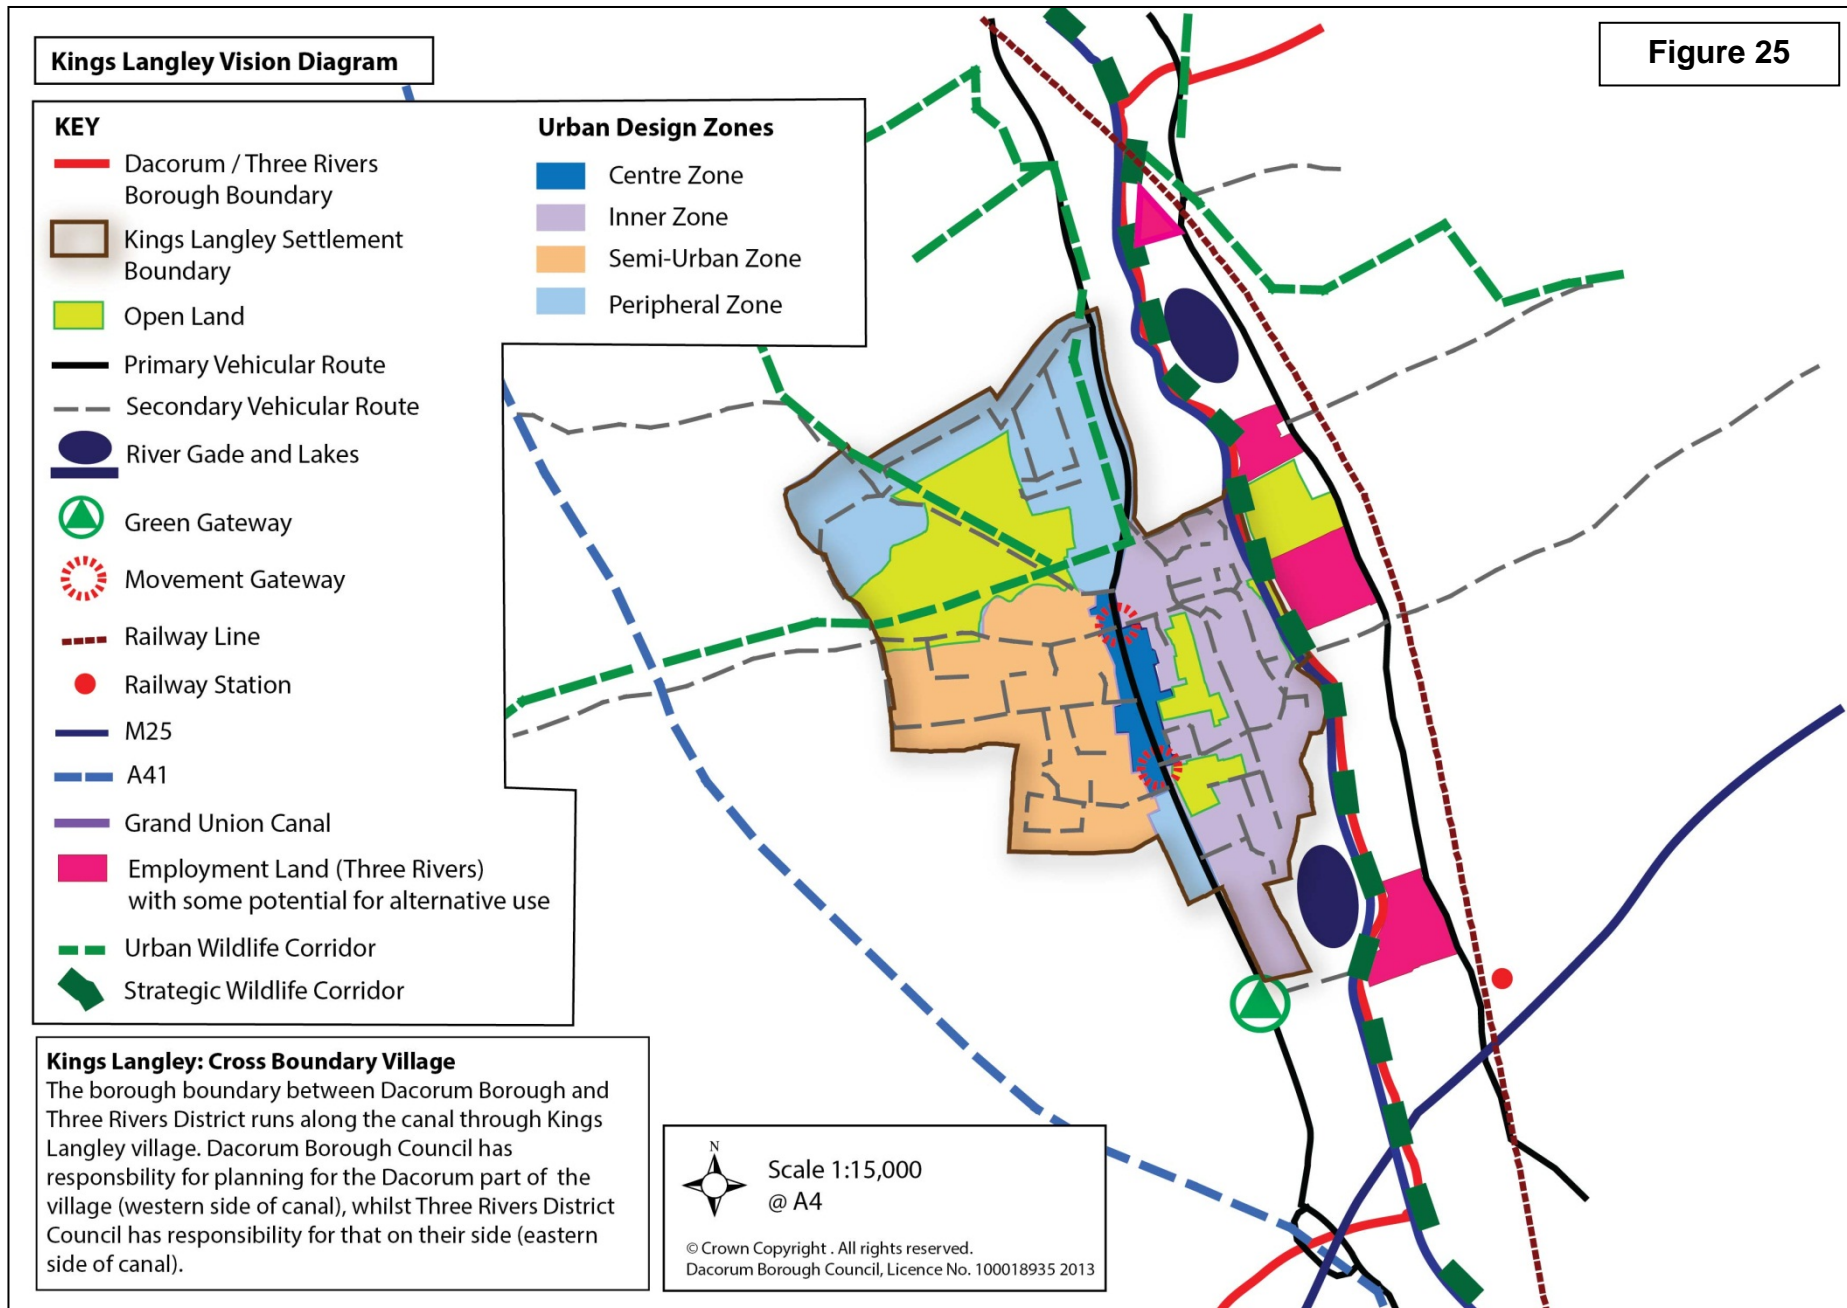 Kings Langley Vision Diagram
Figure 25
KEY
Dacorum / Three Rivers
Borough Boundary
Kings Langley Settlement
Boundary
Open Land
Primary Vehicular Route
Secondary Vehicular Route
River Gade and Lakes
Green Gateway
Movement Gateway
Railway Line
Railway Station
M25
A41
Grand Union Canal
Employment Land (Three Rivers)
with some potential for alternative use
Urban Wildlife Corridor
Strategic Wildlife Corridor
Urban Design Zones
Centre Zone
Inner Zone
Semi-Urban Zone
Peripheral Zone
Kings Langley: Cross Boundary Village
The borough boundary between Dacorum Borough and
Three Rivers District runs along the canal through Kings
Langley village. Dacorum Borough Council has
responsbility for planning for the Dacorum part of the
village (western side of canal), whilst Three Rivers District
Council has responsibility for that on their side (eastern
side of canal).
N
Scale 1:15,000
@ A4
© Crown Copyright . All rights reserved.
Dacorum Borough Council, Licence No. 100018935 2013